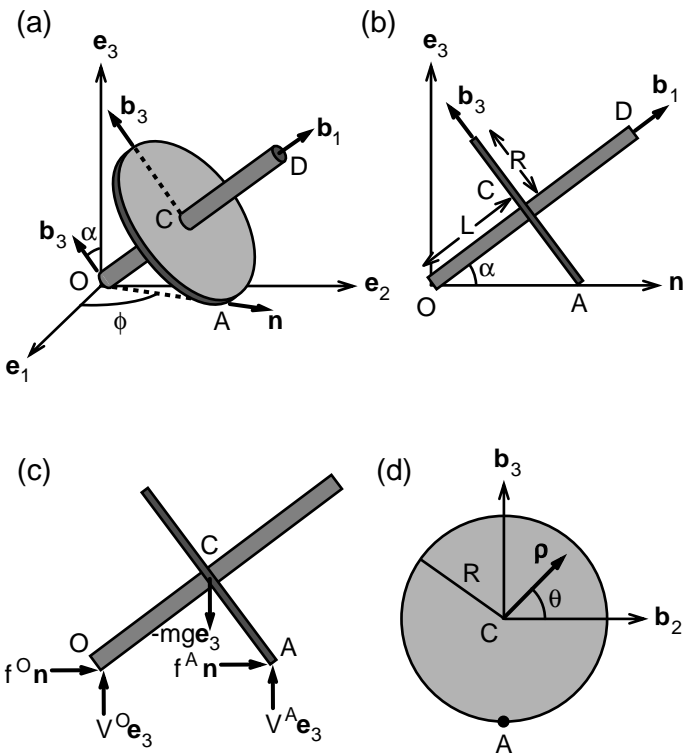 (a)
e3
b3
b1
D
C
b3
α
O
e2
ϕ
A
n
e1
(b)
e3
b3
b1
D
R
C
L
α
n
O
A
(c)
C
O
-mge3
A
f^O n
f^A n
V^O e3
V^A e3
(d)
b3
ρ
R
θ
C
b2
A